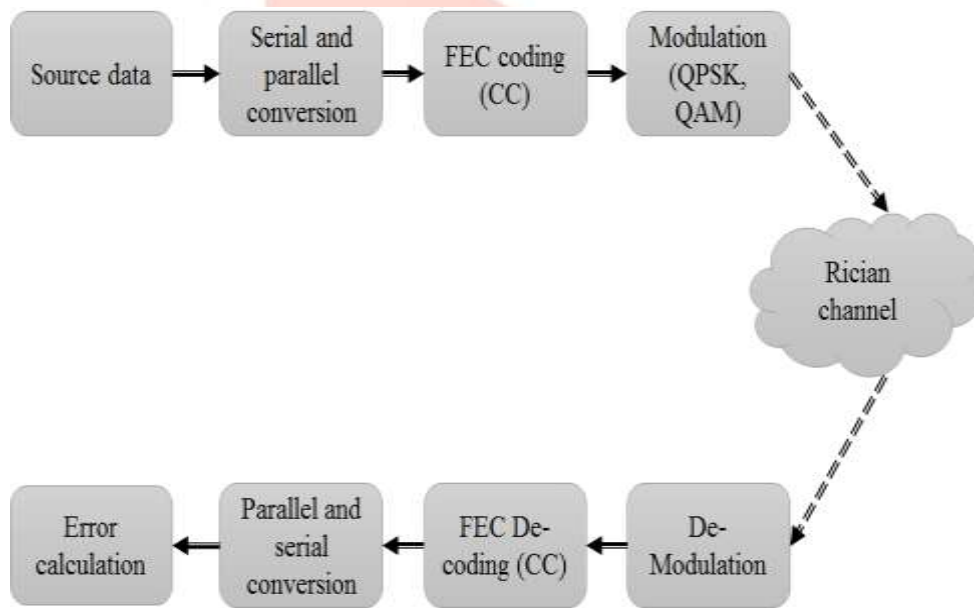 Source data
Serial and
parallel
conversion
FEC coding
(CC)
Modulation
(QPSK,
QAM)
Rician
channel
Error
calculation
Parallel and
serial
conversion
FEC De-
coding (CC)
De-
Modulation